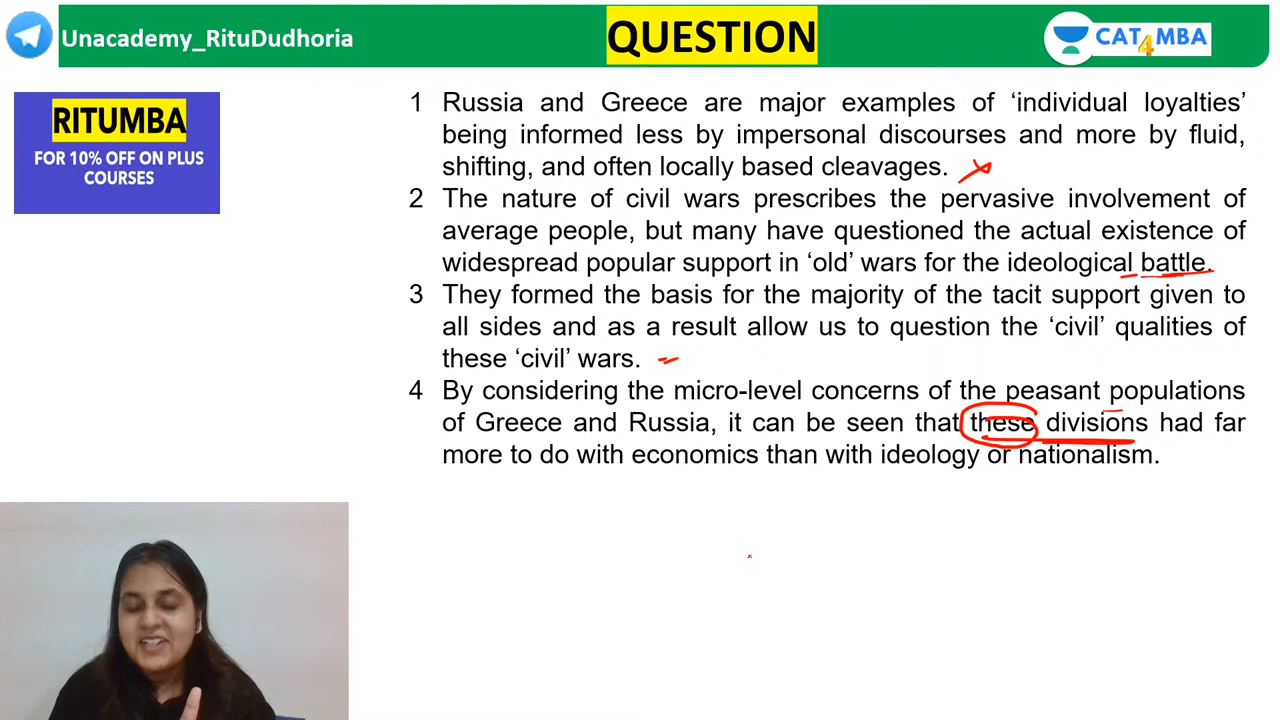 Unacademy_RituDudhoria
QUESTION
CAT4MBA
RITUMBA
FOR 10% OFF ON PLUS
COURSES
1 Russia and Greece are major examples of ‘individual loyalties’
being informed less by impersonal discourses and more by fluid,
shifting, and often locally based cleavages.
2 The nature of civil wars prescribes the pervasive involvement of
average people, but many have questioned the actual existence of
widespread popular support in ‘old’ wars for the ideological battle.
3 They formed the basis for the majority of the tacit support given to
all sides and as a result allow us to question the ‘civil’ qualities of
these ‘civil’ wars.
4 By considering the micro-level concerns of the peasant populations
of Greece and Russia, it can be seen that these divisions had far
more to do with economics than with ideology or nationalism.